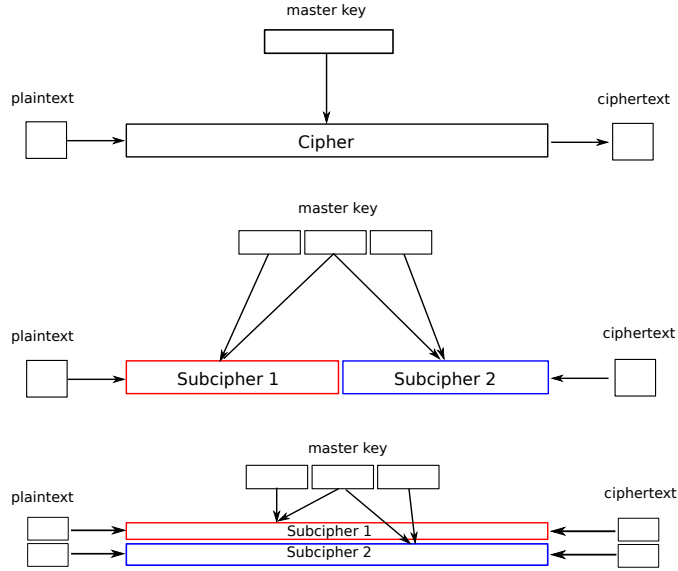 master key
plaintext
ciphertext
Cipher
master key
plaintext
ciphertext
Subcipher 1
Subcipher 2
master key
plaintext
ciphertext
Subcipher 1
Subcipher 2